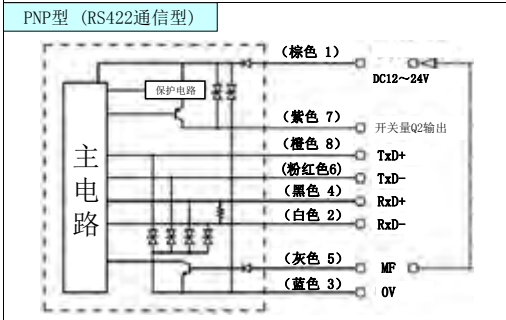 PNP型 (RS422通信型)
(棕色 1)
DC12～24V
保护电路
(紫色 7)
开关量Q2输出
(橙色 8)
TxD+
(粉红色6)
TxD-
(黑色 4)
RxD+
(白色 2)
RxD-
主电路
(灰色 5)
MF
(蓝色 3)
0V